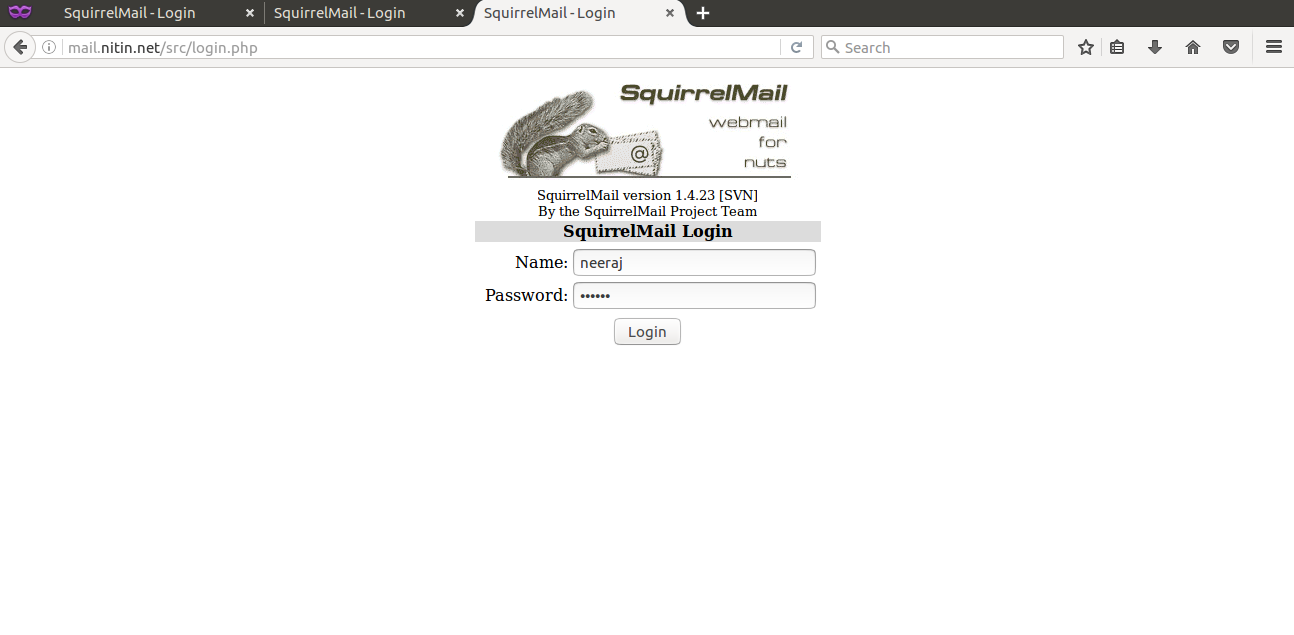 SquirrelMail - Login × SquirrelMail - Login × SquirrelMail - Login ×
mail.nitin.net/src/login.php Search
SquirrelMail
webmail
for
nuts
@
SquirrelMail version 1.4.23 [SVN]
By the SquirrelMail Project Team
SquirrelMail Login
Name: neeraj
Password: ••••••
Login